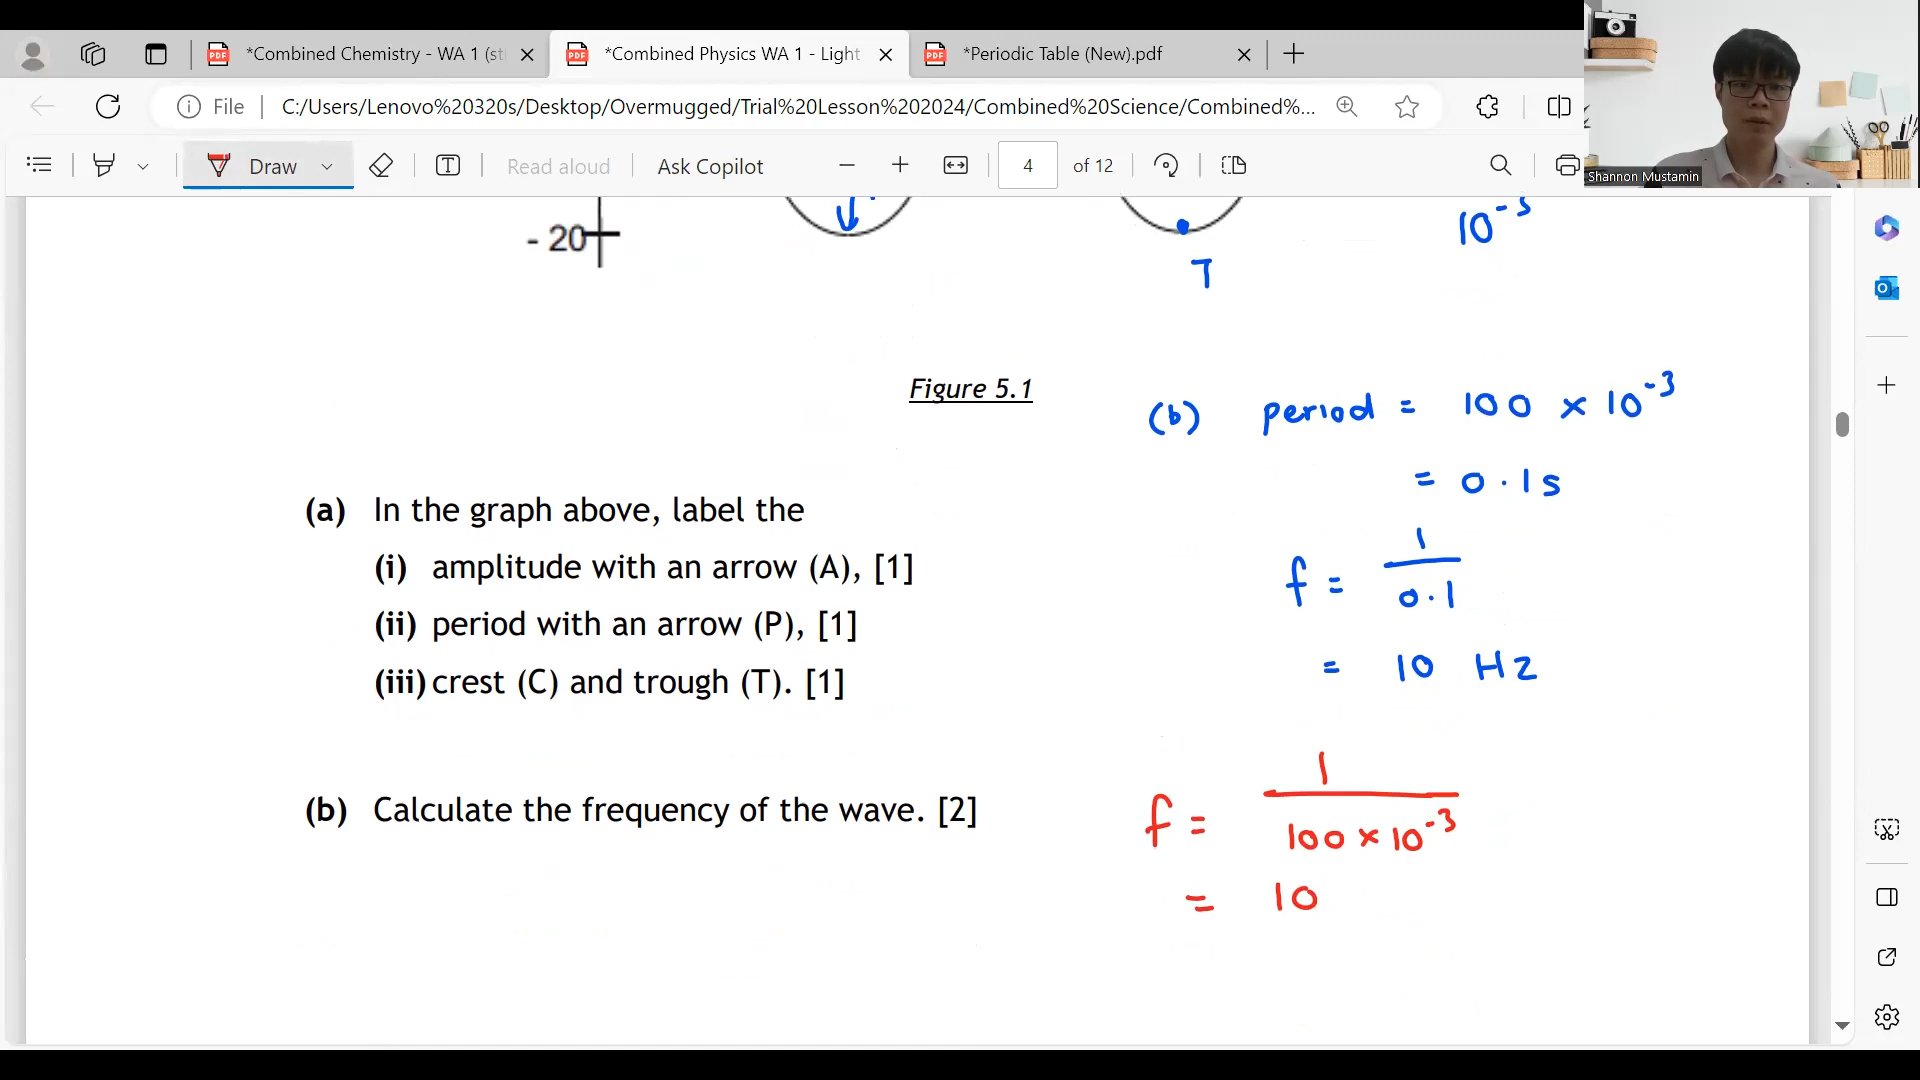 *Combined Chemistry - WA 1 (st
*Combined Physics WA 1 - Light
*Periodic Table (New).pdf
File
C:/Users/Lenovo%20320s/Desktop/Overmugged/Trial%20Lesson%202024/Combined%20Science/Combined%...
Draw
Read aloud
Ask Copilot
4 of 12
Shannon Mustamin
- 20
T
10⁻³
Figure 5.1
(b) period = 100 × 10⁻³
= 0.1s
f = 1/0.1
= 10 Hz
(a) In the graph above, label the
(i) amplitude with an arrow (A), [1]
(ii) period with an arrow (P), [1]
(iii) crest (C) and trough (T). [1]
(b) Calculate the frequency of the wave. [2]
f = 1/100 × 10⁻³
= 10